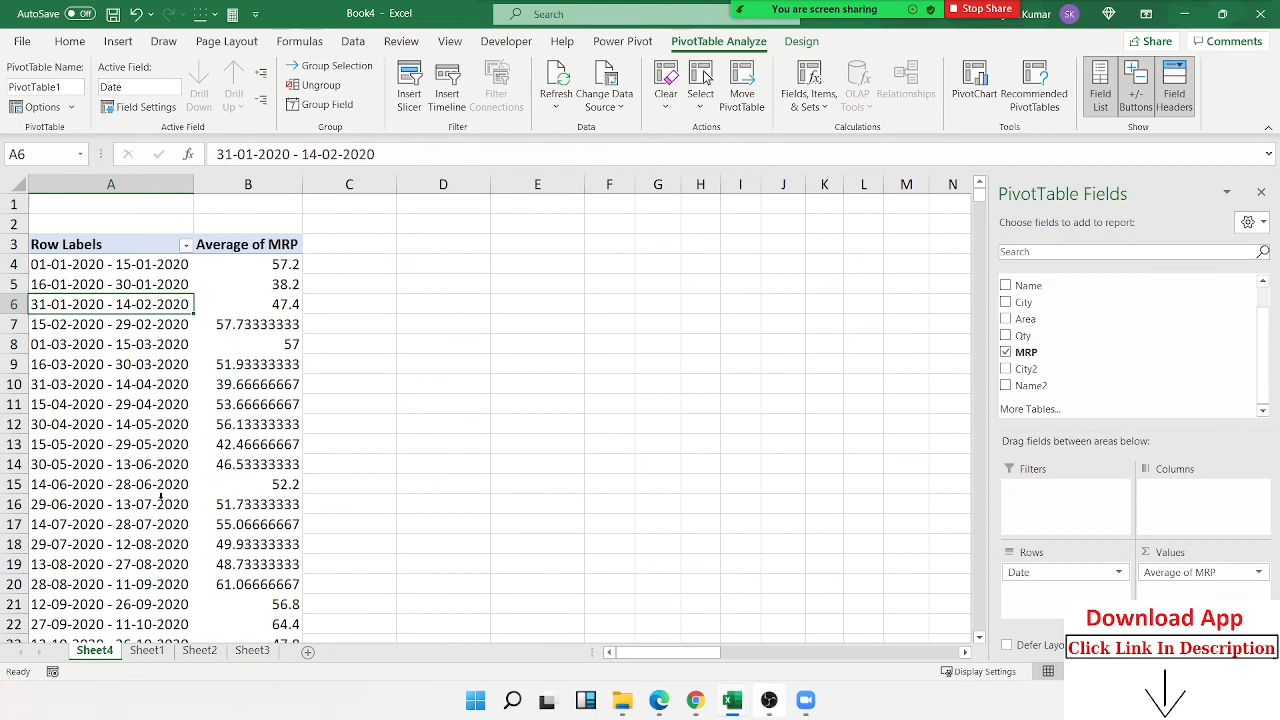 AutoSave Off Book4 - Excel Search You are screen sharing Stop Share Kumar SK
File Home Insert Draw Page Layout Formulas Data Review View Developer Help Power Pivot PivotTable Analyze Design Share Comments
PivotTable Name:
PivotTable1
Options
PivotTable
Active Field:
Date
Field Settings
Drill Down
Drill Up
Active Field
Group Selection
Ungroup
Group Field
Group
Insert Slicer
Insert Timeline
Filter Connections
Filter
Refresh
Change Data Source
Data
Clear
Select
Move PivotTable
Actions
Fields, Items, & Sets
OLAP Tools
Relationships
Calculations
PivotChart
Recommended PivotTables
Tools
Field List
+/- Buttons
Field Headers
Show
A6 fx 31-01-2020 - 14-02-2020
A B C D E F G H I J K L M N
1
2
3 Row Labels Average of MRP
4 01-01-2020 - 15-01-2020 57.2
5 16-01-2020 - 30-01-2020 38.2
6 31-01-2020 - 14-02-2020 47.4
7 15-02-2020 - 29-02-2020 57.73333333
8 01-03-2020 - 15-03-2020 57
9 16-03-2020 - 30-03-2020 51.93333333
10 31-03-2020 - 14-04-2020 39.66666667
11 15-04-2020 - 29-04-2020 53.66666667
12 30-04-2020 - 14-05-2020 56.13333333
13 15-05-2020 - 29-05-2020 42.46666667
14 30-05-2020 - 13-06-2020 46.53333333
15 14-06-2020 - 28-06-2020 52.2
16 29-06-2020 - 13-07-2020 51.73333333
17 14-07-2020 - 28-07-2020 55.06666667
18 29-07-2020 - 12-08-2020 49.93333333
19 13-08-2020 - 27-08-2020 48.73333333
20 28-08-2020 - 11-09-2020 61.06666667
21 12-09-2020 - 26-09-2020 56.8
22 27-09-2020 - 11-10-2020 64.4
PivotTable Fields
Choose fields to add to report:
Search
Name
City
Area
Qty
MRP
City2
Name2
More Tables...
Drag fields between areas below:
Filters
Columns
Rows
Date
Values
Average of MRP
Defer Layo
Download App
Click Link In Description
Sheet4 Sheet1 Sheet2 Sheet3
Ready Display Settings